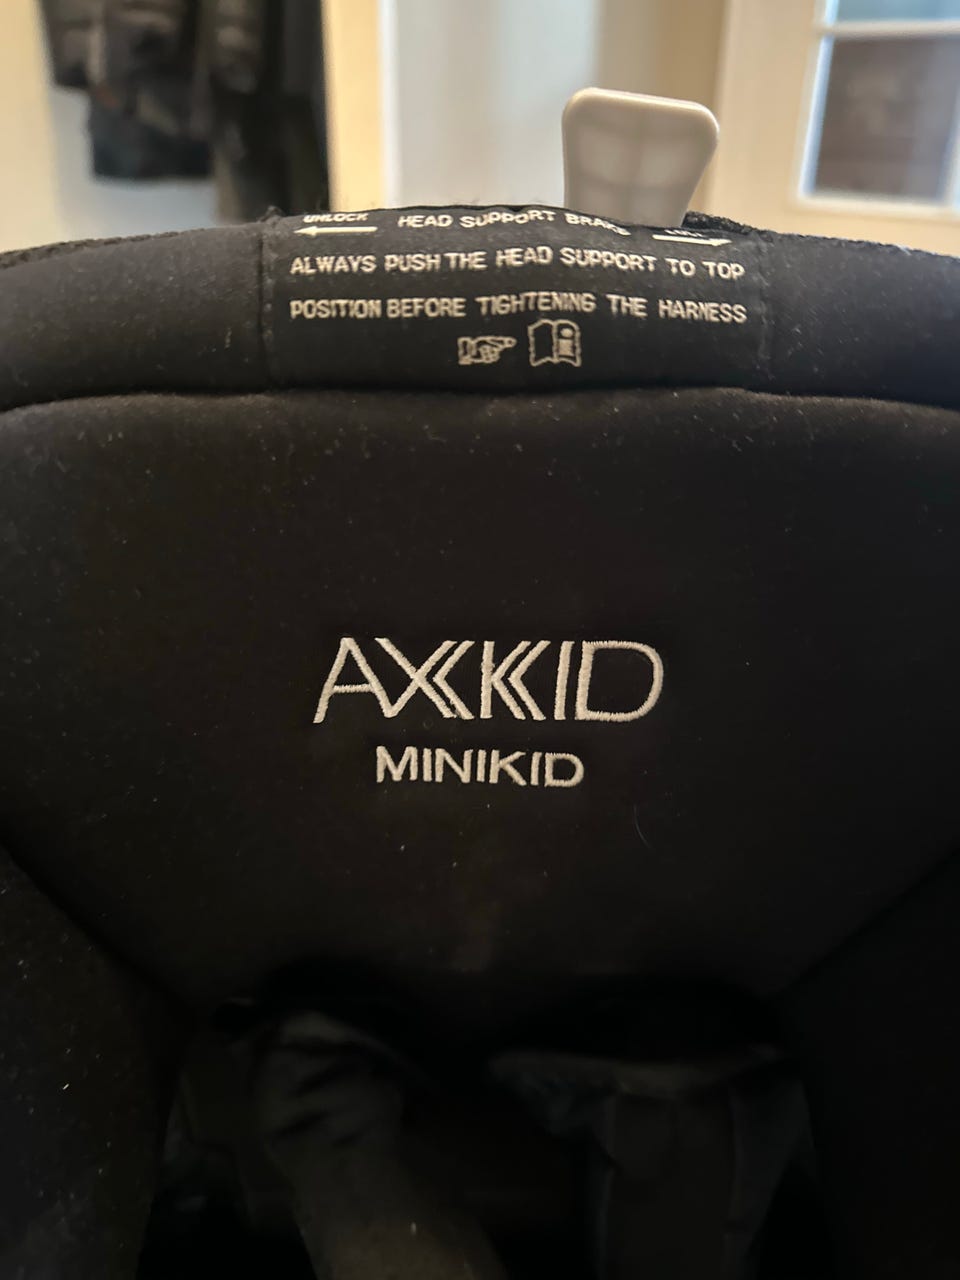 UNLOCK HEAD SUPPORT BRAKE
ALWAYS PUSH THE HEAD SUPPORT TO TOP
POSITION BEFORE TIGHTENING THE HARNESS
AXKID
MINIKID